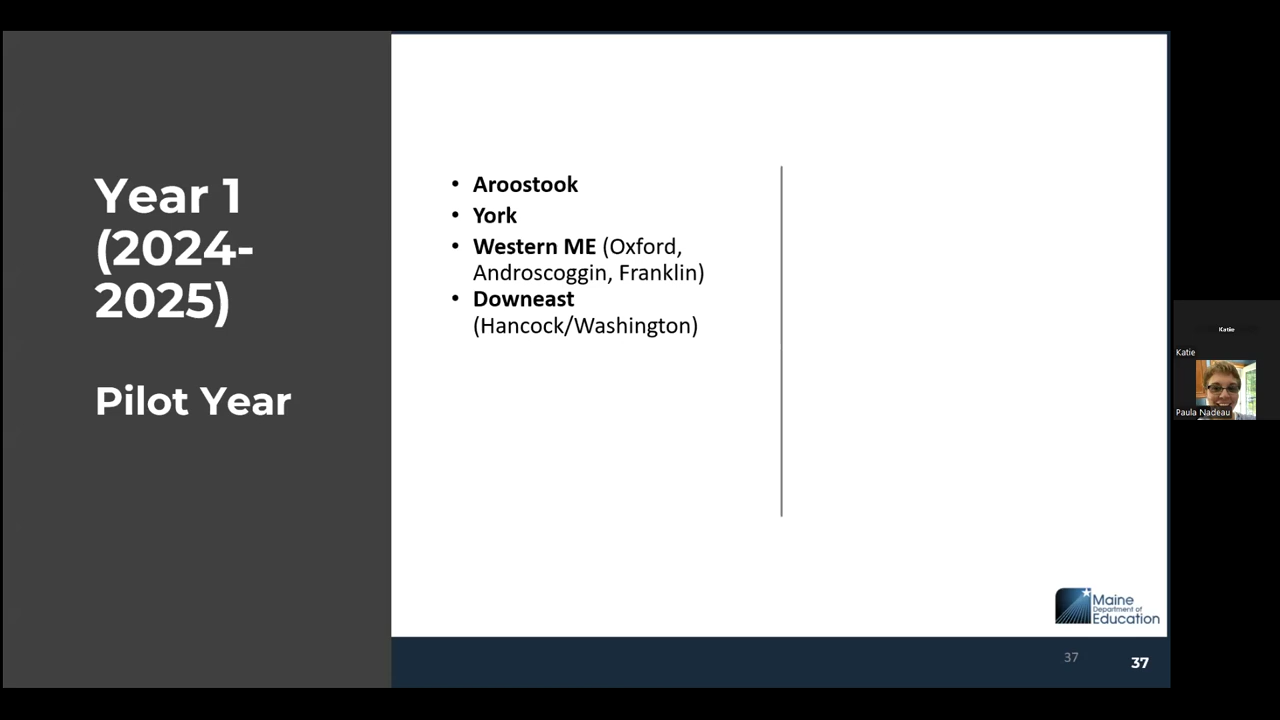 Year 1
(2024-
2025)
Pilot Year
• Aroostook
• York
• Western ME (Oxford,
Androscoggin, Franklin)
• Downeast
(Hancock/Washington)
Maine
Department of
Education
37
37
Katie
Katie
Paula Nadeau